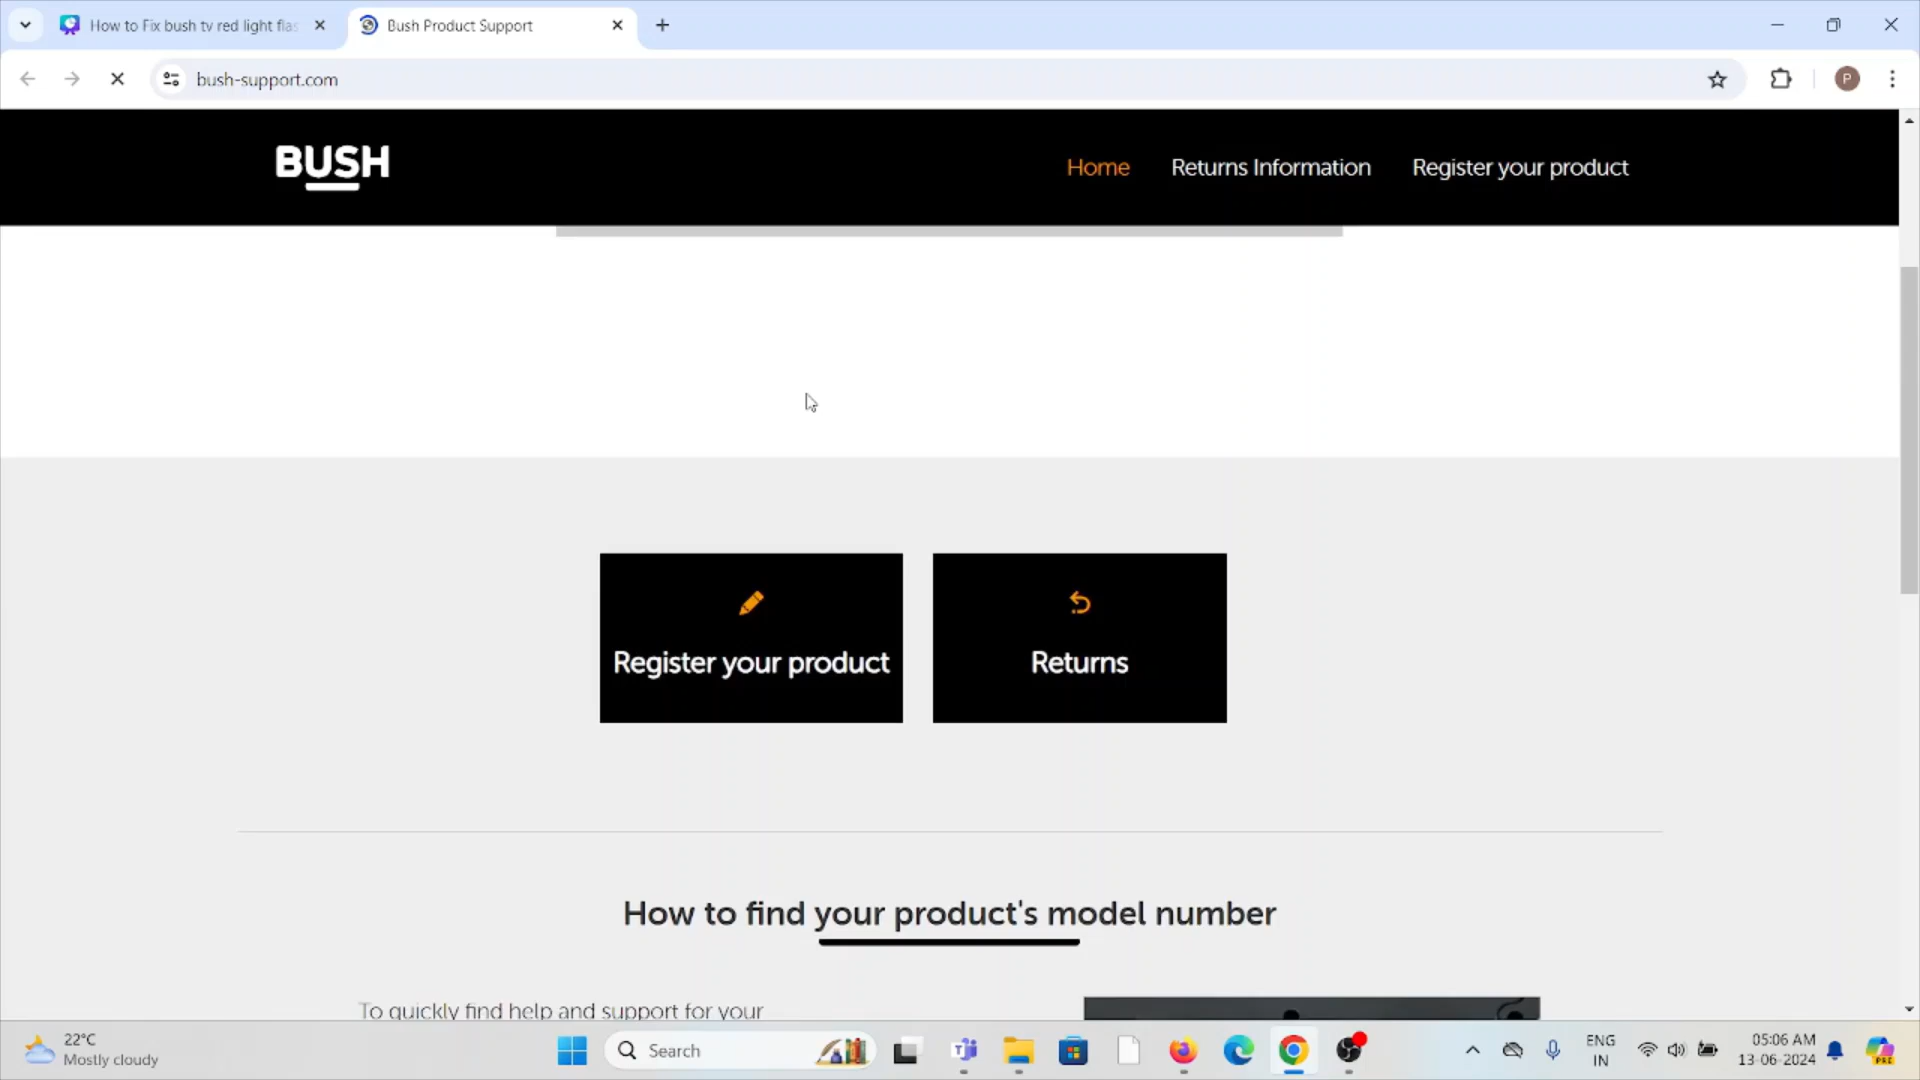 How to Fix bush tv red light flas
Bush Product Support
bush-support.com
P
BUSH
Home
Returns Information
Register your product
Register your product
Returns
How to find your product's model number
To quickly find help and support for your
22°C
Mostly cloudy
Search
ENG
IN
05:06 AM
13-06-2024
PRE